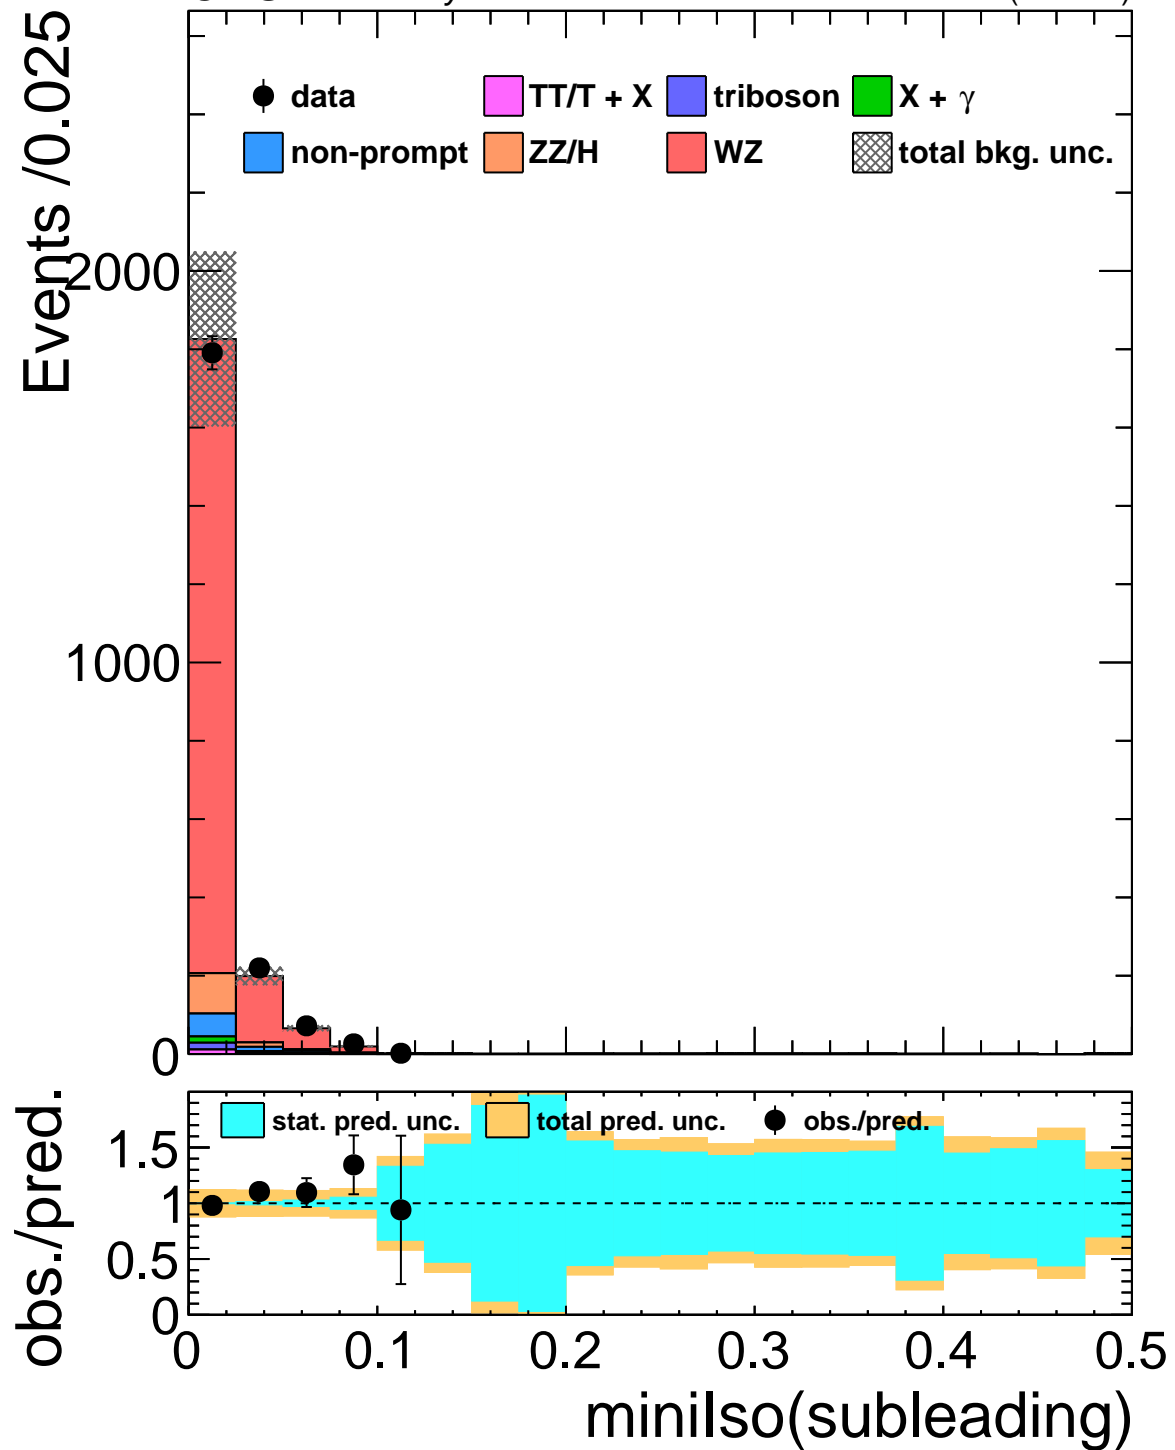 Events /0.025
data
TT/T + X
triboson
X + γ
non-prompt
ZZ/H
WZ
total bkg. unc.
2000
1000
0
obs./pred.
stat. pred. unc.
total pred. unc.
obs./pred.
1.5
1
0.5
0
0 0.1 0.2 0.3 0.4 0.5
miniIso(subleading)